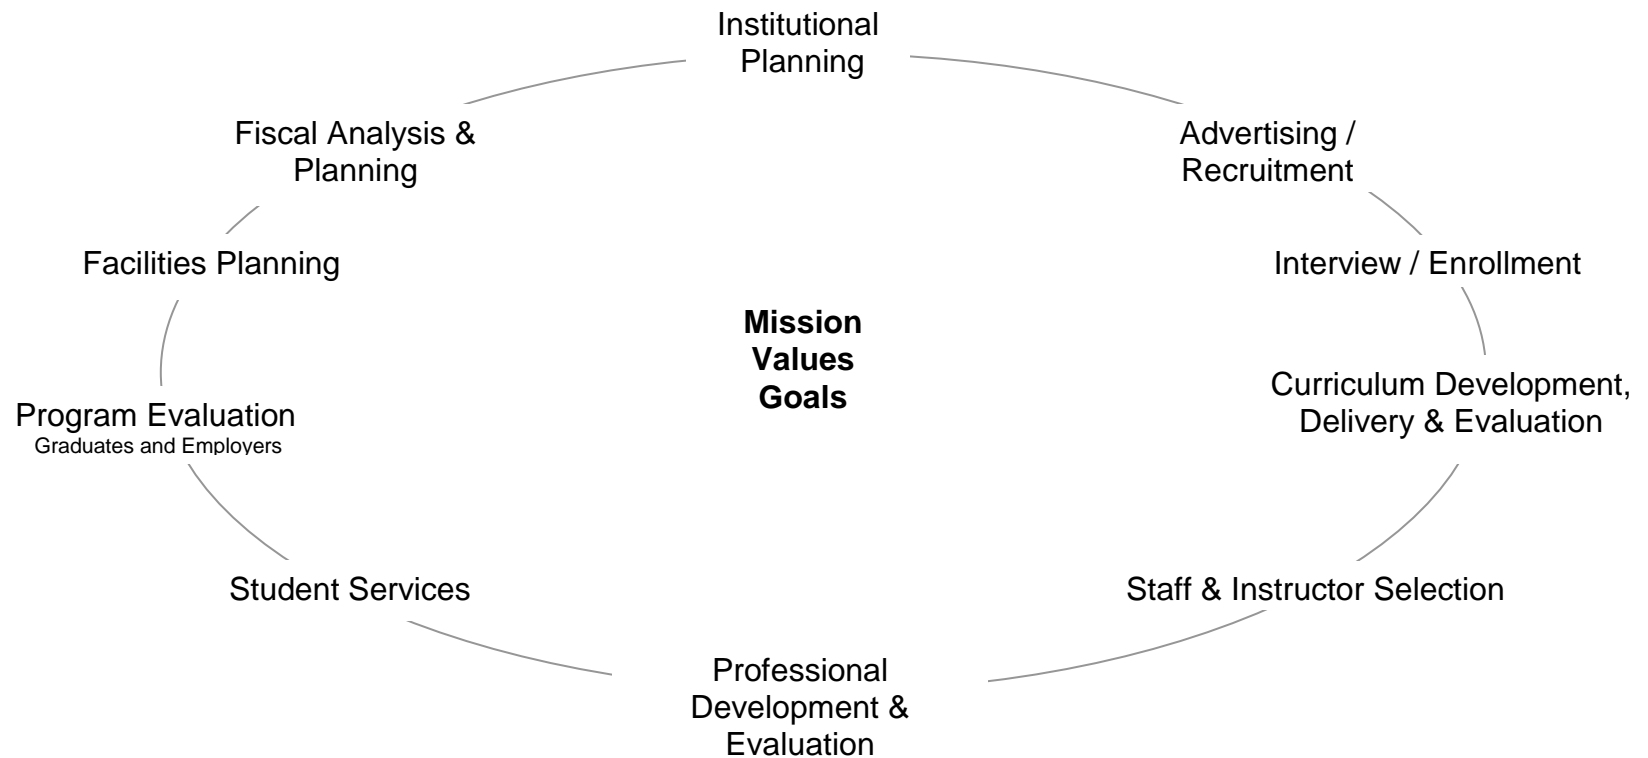 Institutional
Planning
Fiscal Analysis &
Planning
Advertising /
Recruitment
Facilities Planning
Interview / Enrollment
Mission
Values
Goals
Curriculum Development,
Delivery & Evaluation
Program Evaluation
Graduates and Employers
Student Services
Staff & Instructor Selection
Professional
Development &
Evaluation